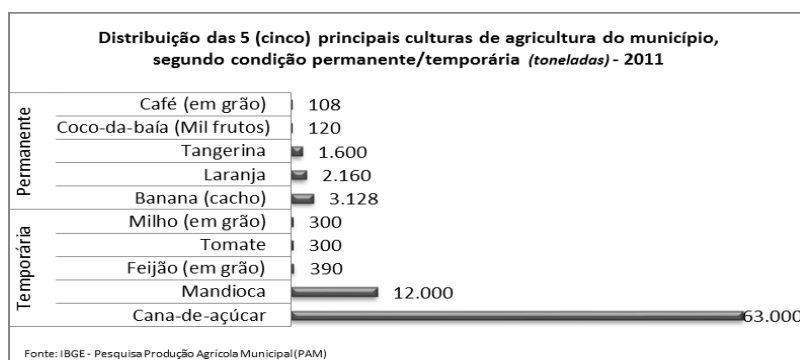 Distribuição das 5 (cinco) principais culturas de agricultura do município,
segundo condição permanente/temporária (toneladas) - 2011
Permanente
Café (em grão) 108
Coco-da-baía (Mil frutos) 120
Tangerina 1.600
Laranja 2.160
Banana (cacho) 3.128
Temporária
Milho (em grão) 300
Tomate 300
Feijão (em grão) 390
Mandioca 12.000
Cana-de-açúcar 63.000
Fonte: IBGE - Pesquisa Produção Agrícola Municipal (PAM)